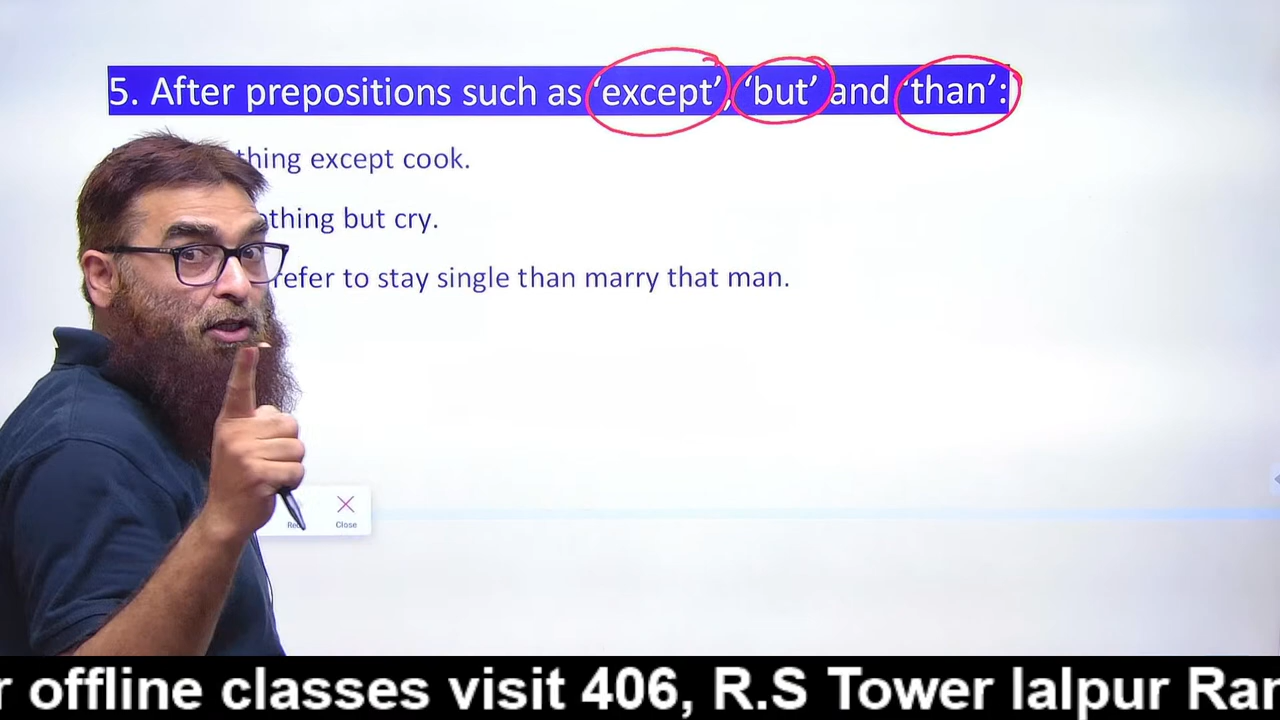 5. After prepositions such as ‘except’, ‘but’ and ‘than’:
thing except cook.
othing but cry.
refer to stay single than marry that man.
Close
r offline classes visit 406, R.S Tower lalpur Ran